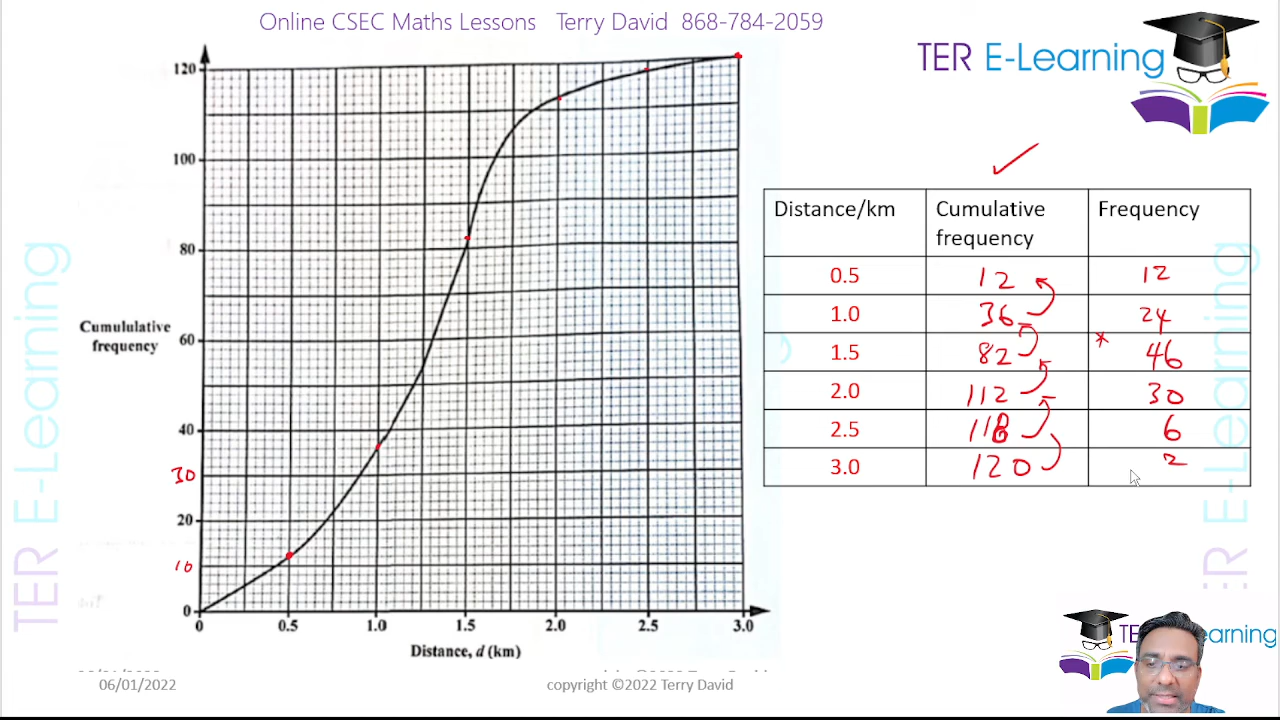 Online CSEC Maths Lessons Terry David 868-784-2059
TER E-Learning
120
100
80
Cumululative
frequency
60
40
30
20
10
0
0 0.5 1.0 1.5 2.0 2.5 3.0
Distance, d (km)
Distance/km Cumulative frequency Frequency
0.5 12 12
1.0 36 24
1.5 82 * 46
2.0 112 30
2.5 118 6
3.0 120 2
TER E-Learning
TER E-Learning
06/01/2022
copyright ©2022 Terry David